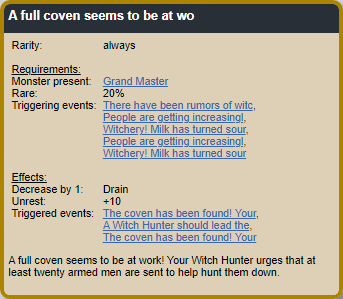 A full coven seems to be at wo
Rarity: always
Requirements:
Monster present: Grand Master
Rare: 20%
Triggering events: There have been rumors of witc,
People are getting increasingl,
Witchery! Milk has turned sour,
People are getting increasingl,
Witchery! Milk has turned sour
Effects:
Decrease by 1: Drain
Unrest: +10
Triggered events: The coven has been found! Your,
A Witch Hunter should lead the,
The coven has been found! Your
A full coven seems to be at work! Your Witch Hunter urges that at
least twenty armed men are sent to help hunt them down.